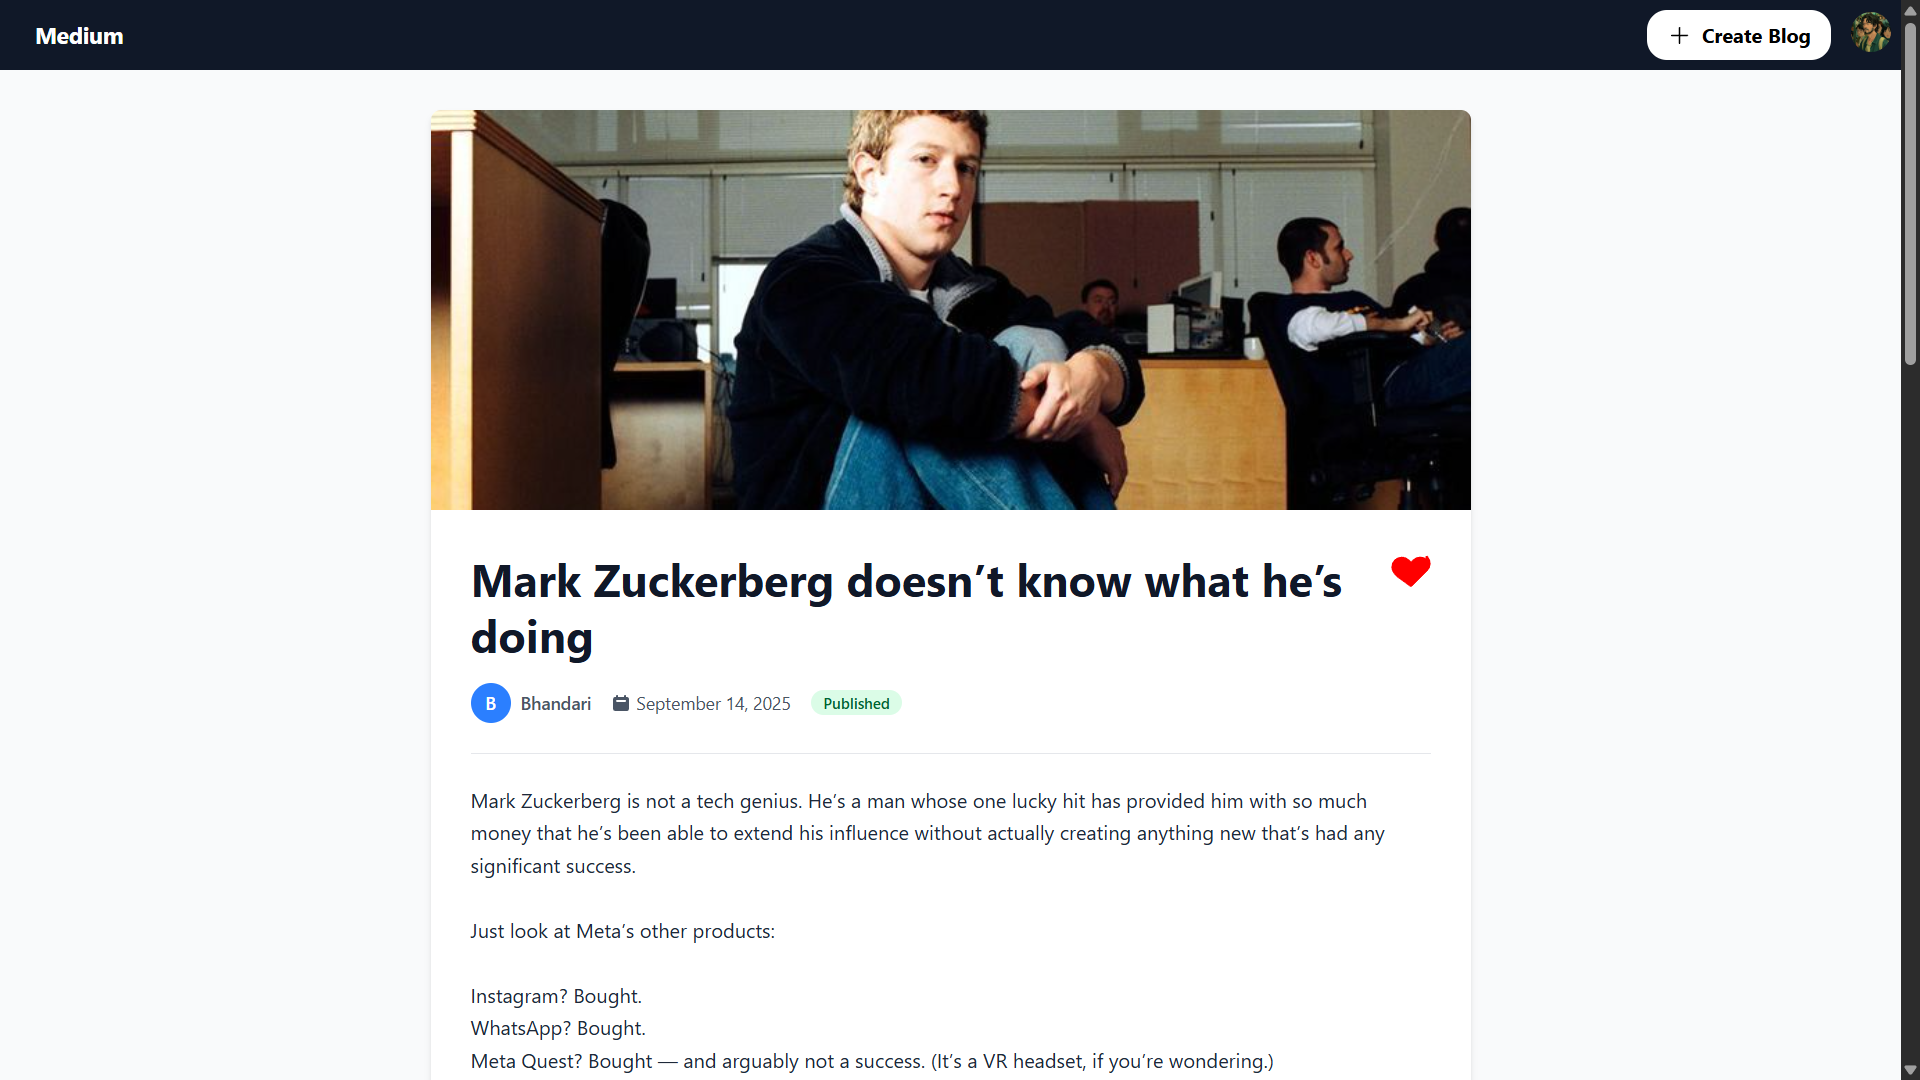 Medium
Create Blog
Mark Zuckerberg doesn’t know what he’s
doing
B
Bhandari
September 14, 2025
Published
Mark Zuckerberg is not a tech genius. He’s a man whose one lucky hit has provided him with so much
money that he’s been able to extend his influence without actually creating anything new that’s had any
significant success.
Just look at Meta’s other products:
Instagram? Bought.
WhatsApp? Bought.
Meta Quest? Bought — and arguably not a success. (It’s a VR headset, if you’re wondering.)